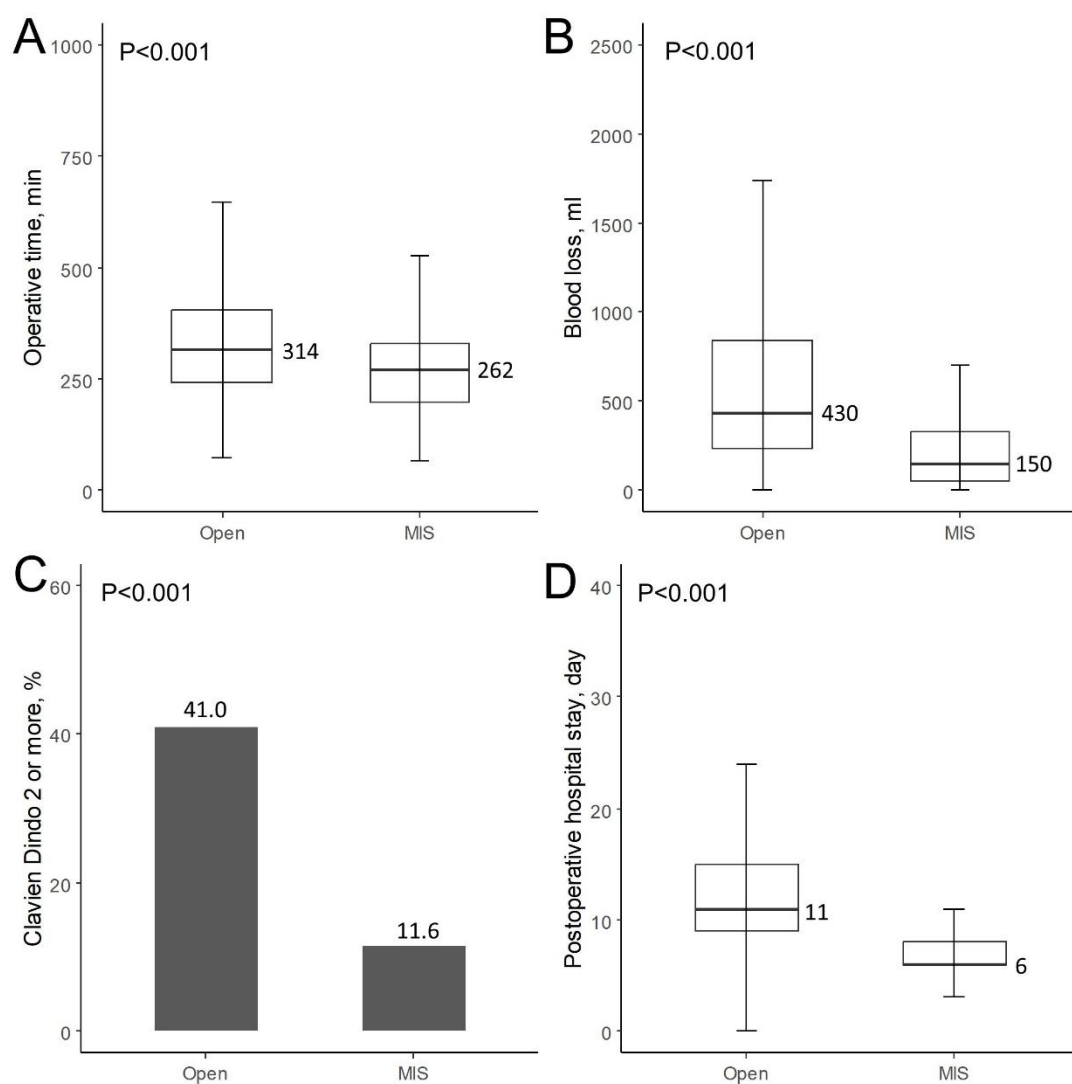 A
P<0.001
Operative time, min
1000
750
500
250
0
314
262
Open
MIS
B
P<0.001
Blood loss, ml
2500
2000
1500
1000
500
0
430
150
Open
MIS
C
P<0.001
Clavien Dindo 2 or more, %
60
40
20
0
41.0
11.6
Open
MIS
D
P<0.001
Postoperative hospital stay, day
40
30
20
10
0
11
6
Open
MIS